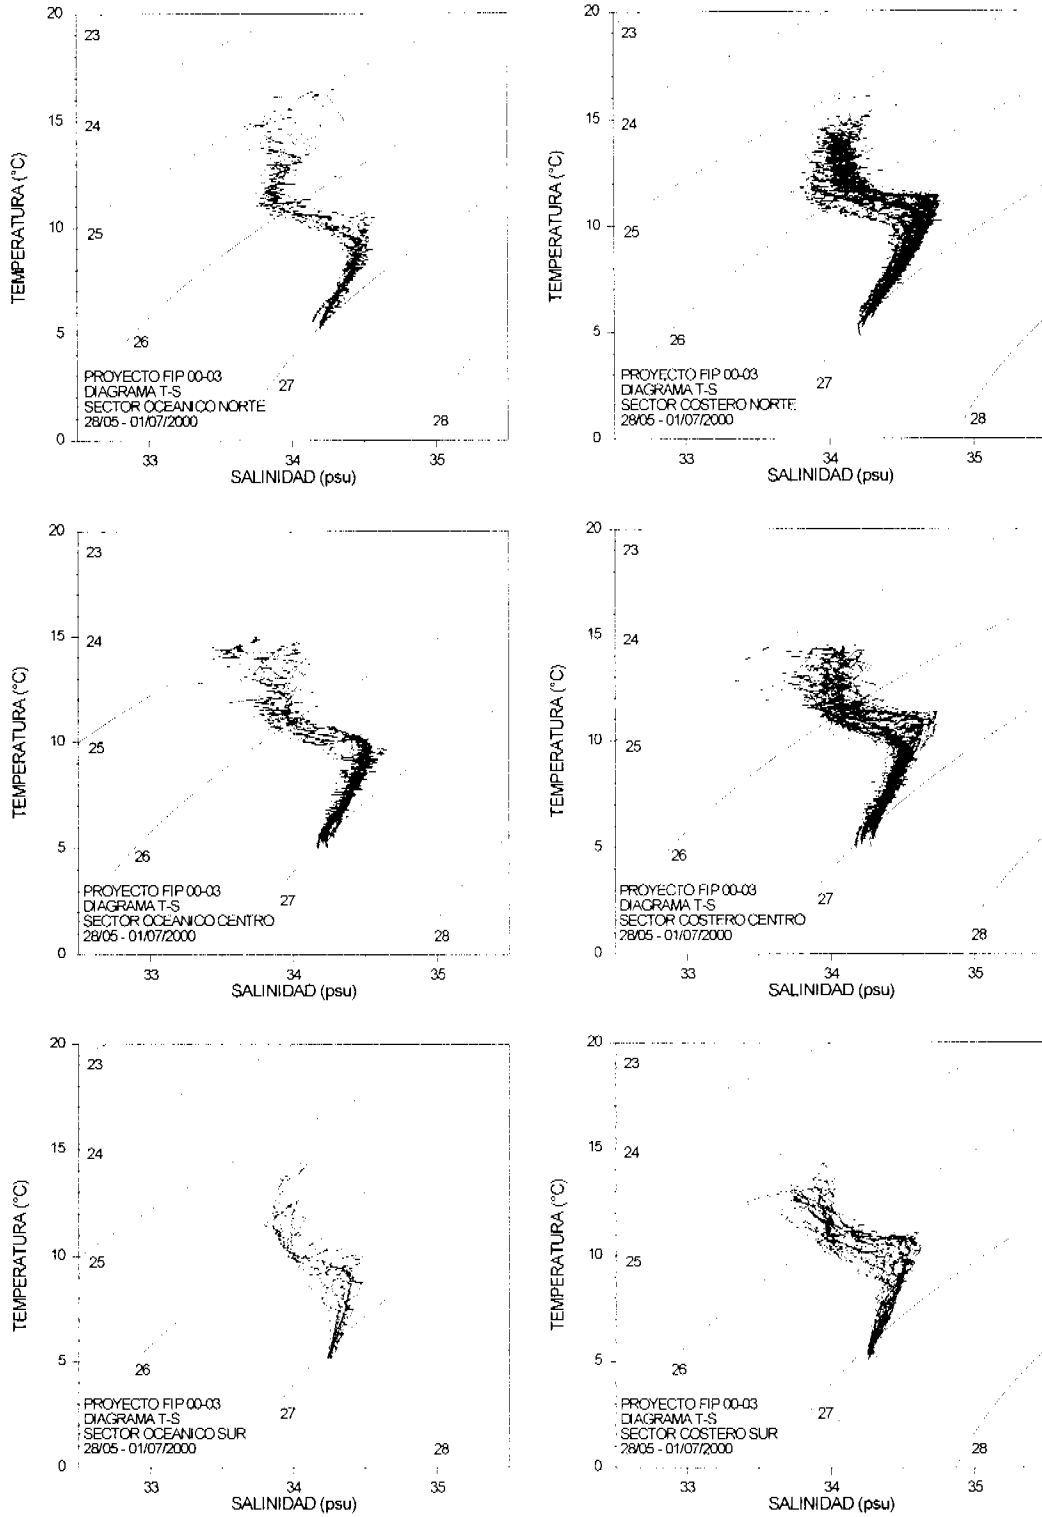 20
23
15
24
TEMPERATURA (°C)
10
25
5
26
PROYECTO FIP 00-03
27
DIAGRAMA T-S
SECTOR OCEANICO NORTE
28/05 - 01/07/2000
28
0
33
34
35
SALINIDAD (psu)
20
23
15
24
TEMPERATURA (°C)
10
25
5
26
PROYECTO FIP 00-03
27
DIAGRAMA T-S
SECTOR COSTERO NORTE
28/05 - 01/07/2000
28
0
33
34
35
SALINIDAD (psu)
20
23
15
24
TEMPERATURA (°C)
10
25
5
26
PROYECTO FIP 00-03
27
DIAGRAMA T-S
SECTOR OCEANICO CENTRO
28/05 - 01/07/2000
28
0
33
34
35
SALINIDAD (psu)
20
23
15
24
TEMPERATURA (°C)
10
25
5
26
PROYECTO FIP 00-03
27
DIAGRAMA T-S
SECTOR COSTERO CENTRO
28/05 - 01/07/2000
28
0
33
34
35
SALINIDAD (psu)
20
23
15
24
TEMPERATURA (°C)
10
25
5
26
PROYECTO FIP 00-03
27
DIAGRAMA T-S
SECTOR OCEANICO SUR
28/05 - 01/07/2000
28
0
33
34
35
SALINIDAD (psu)
20
23
15
24
TEMPERATURA (°C)
10
25
5
26
PROYECTO FIP 00-03
27
DIAGRAMA T-S
SECTOR COSTERO SUR
28/05 - 01/07/2000
28
0
33
34
35
SALINIDAD (psu)